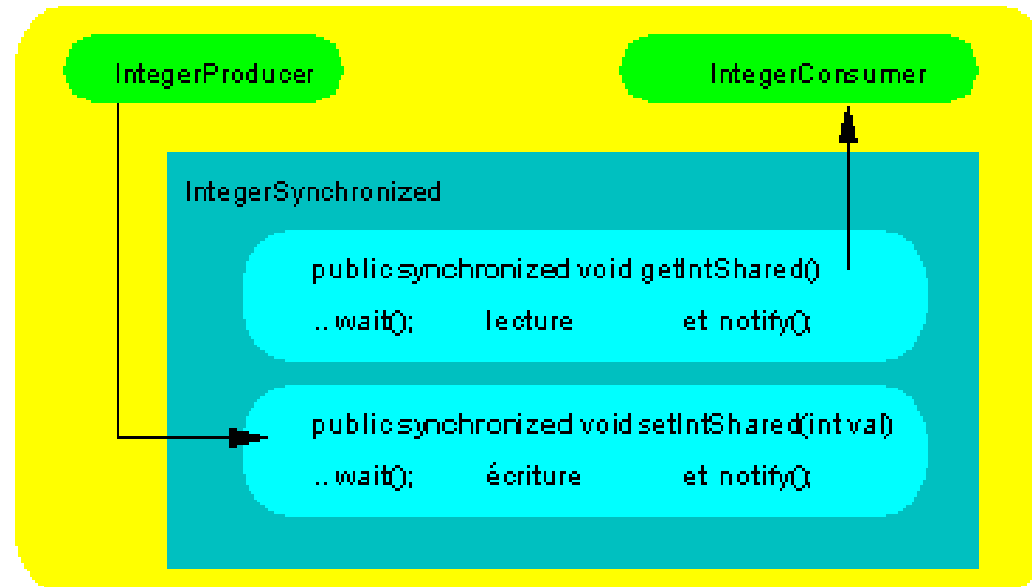 IntegerProducer
IntegerConsumer
IntegerSynchronized
public synchronized void getIntShared()
.. wait(); lecture et notify();
public synchronized void setIntShared(int val)
.. wait(); écriture et notify();